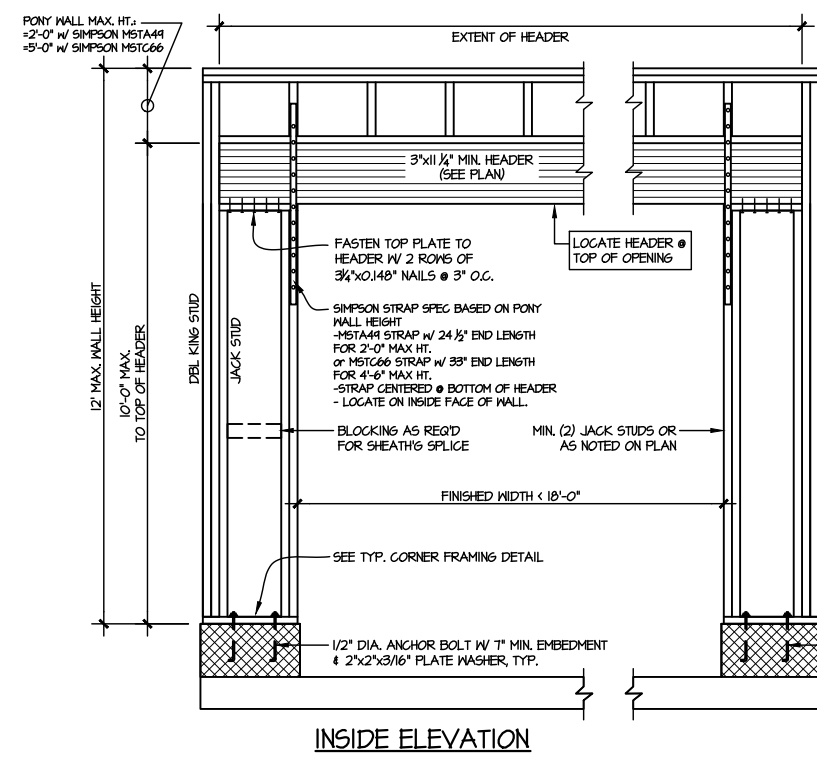 PONY WALL MAX. HT.:
=2'-0" W/ SIMPSON MSTA49
=5'-0" W/ SIMPSON MSTC66
EXTENT OF HEADER
3"x11 1/4" MIN. HEADER
(SEE PLAN)
FASTEN TOP PLATE TO
HEADER W/ 2 ROWS OF
3 1/4"x0.148" NAILS @ 3" O.C.
LOCATE HEADER @
TOP OF OPENING
SIMPSON STRAP SPEC BASED ON PONY
WALL HEIGHT
-MSTA49 STRAP w/ 24 1/2" END LENGTH
FOR 2'-0" MAX HT.
or MSTC66 STRAP w/ 33" END LENGTH
FOR 4'-6" MAX HT.
-STRAP CENTERED @ BOTTOM OF HEADER
- LOCATE ON INSIDE FACE OF WALL.
12' MAX. WALL HEIGHT
10'-0" MAX.
TO TOP OF HEADER
DBL KING STUD
JACK STUD
BLOCKING AS REQ'D
FOR SHEATH'G SPLICE
MIN. (2) JACK STUDS OR
AS NOTED ON PLAN
FINISHED WIDTH < 18'-0"
SEE TYP. CORNER FRAMING DETAIL
1/2" DIA. ANCHOR BOLT W/ 7" MIN. EMBEDMENT
& 2"x2"x3/16" PLATE WASHER, TYP.
INSIDE ELEVATION